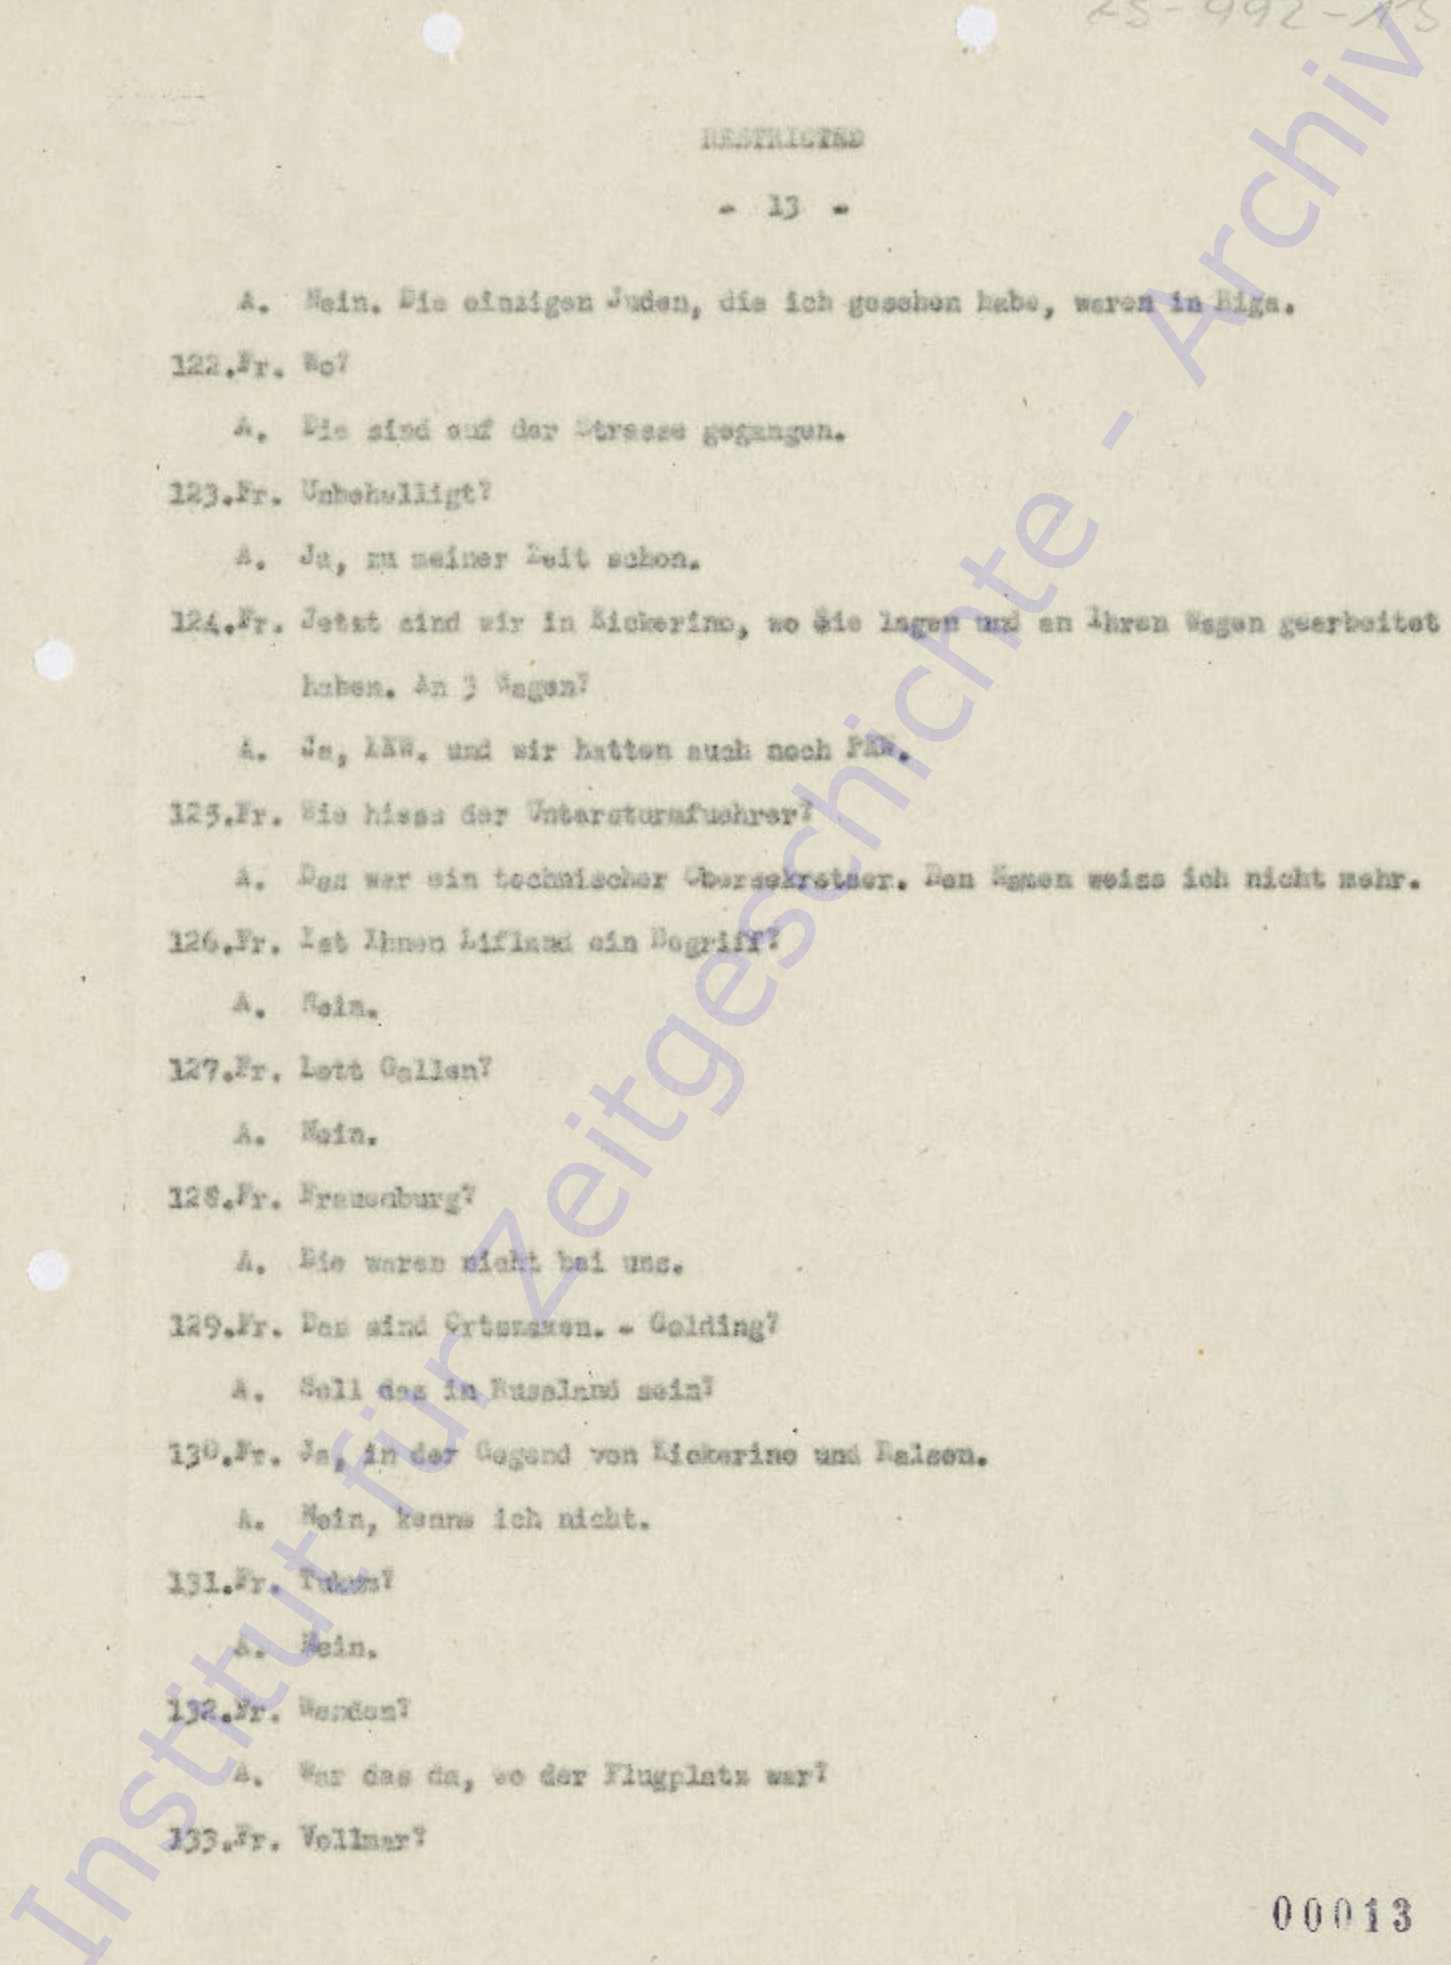 ZS-992-13
RESTRICTED
- 13 -
A. Nein. Die einzigen Juden, die ich gesehen habe, waren in Riga.
122.Fr. Wo?
A. Die sind auf der Strasse gegangen.
123.Fr. Unbehelligt?
A. Ja, zu meiner Zeit schon.
124.Fr. Jetzt sind wir in Kickerino, wo Sie lagen und an Ihren Wagen gearbeitet
haben. An 3 Wagen?
A. Ja, LKW. und wir hatten auch noch PKW.
125.Fr. Wie hiess der Untersturmfuehrer?
A. Das war ein technischer Obersekretaer. Den Namen weiss ich nicht mehr.
126.Fr. Ist Ihnen Lifland ein Begriff?
A. Nein.
127.Fr. Lett Gallen?
A. Nein.
128.Fr. Frauenburg?
A. Die waren nicht bei uns.
129.Fr. Das sind Ortsnamen. - Golding?
A. Soll das in Russland sein?
130.Fr. Ja, in der Gegend von Kickerino und
A. Nein, kenne ich nicht.
131.Fr. Tukum?
A. Nein.
132.Fr. Wenden?
A. War das da, wo der Flugplatz war?
133.Fr. Vollmar?
00013
Institut für Zeitgeschichte - Archiv